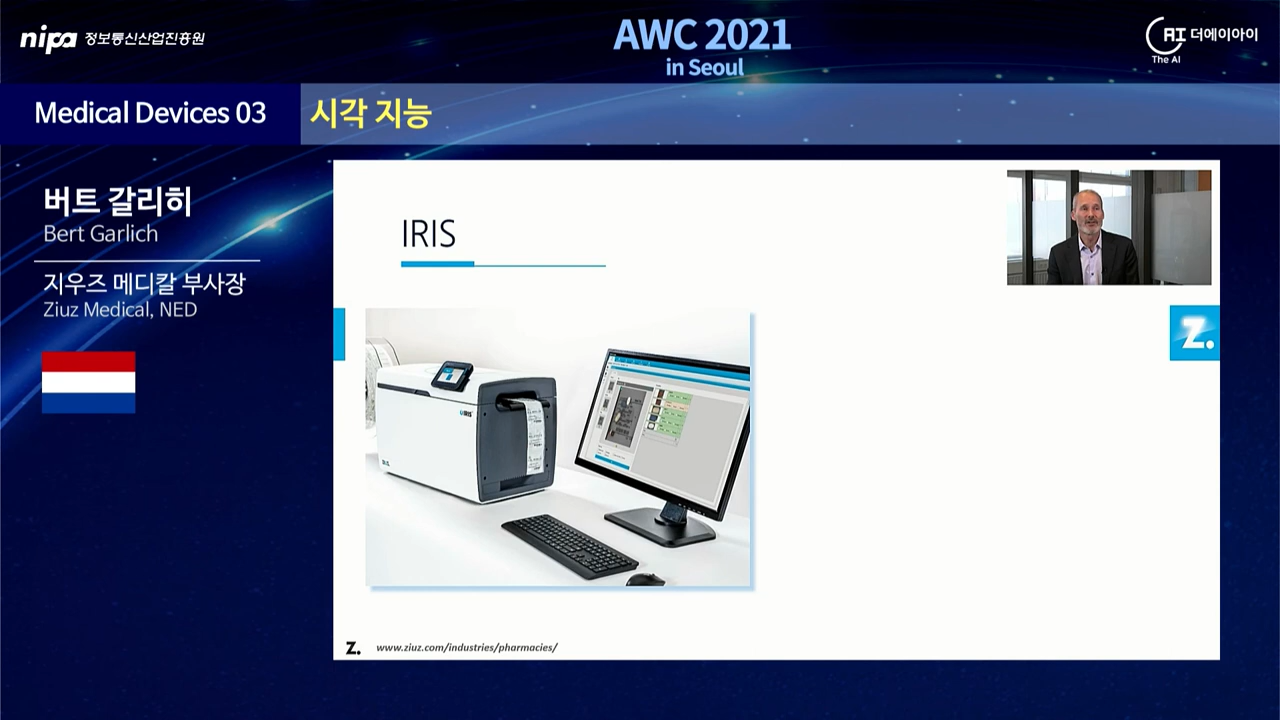 nipa 정보통신산업진흥원
AWC 2021
in Seoul
AI 더에이아이
The AI
Medical Devices 03
시각 지능
버트 갈리히
Bert Garlich
지우즈 메디칼 부사장
Ziuz Medical, NED
IRIS
IRIS
Z.
Z.
www.ziuz.com/industries/pharmacies/